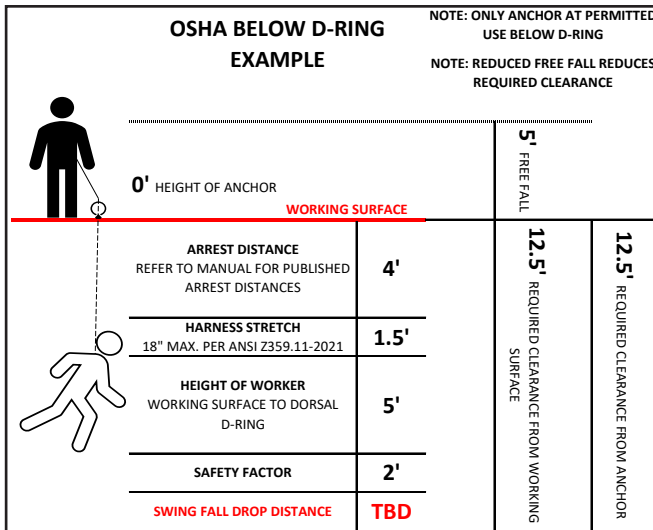 OSHA BELOW D-RING
EXAMPLE
NOTE: ONLY ANCHOR AT PERMITTED
USE BELOW D-RING
NOTE: REDUCED FREE FALL REDUCES
REQUIRED CLEARANCE
5' FREE FALL
0' HEIGHT OF ANCHOR
WORKING SURFACE
ARREST DISTANCE
REFER TO MANUAL FOR PUBLISHED
ARREST DISTANCES
4'
HARNESS STRETCH
18" MAX. PER ANSI Z359.11-2021
1.5'
HEIGHT OF WORKER
WORKING SURFACE TO DORSAL
D-RING
5'
SAFETY FACTOR
2'
SWING FALL DROP DISTANCE
TBD
12.5' REQUIRED CLEARANCE FROM WORKING
SURFACE
12.5' REQUIRED CLEARANCE FROM ANCHOR